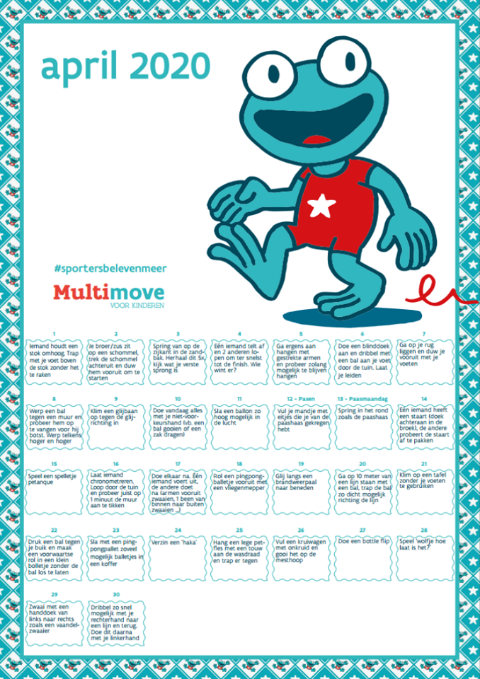 april 2020
#sportersbelevenmeer
Multimove
VOOR KINDEREN
1
Iemand houdt een
stok omhoog. Trap
met je voet boven
de stok zonder het
te raken
2
Je broer/zus zit
op een schommel,
trek de schommel
achteruit en duw
hem vooruit om te
starten
3
Spring van op de
zijkant in de zand-
bak. Herhaal dit 5x,
kijk wat je verste
sprong is
4
Eén iemand telt af
en 2 anderen lo-
pen om ter snelst
tot de finish. Wie
wint er?
5
Ga ergens aan
hangen met
gestrekte armen
en probeer zolang
mogelijk te blijven
hangen
6
Doe een blinddoek
aan en dribbel met
een bal aan je voet
door de tuin. Laat
je leiden
7
Ga op je rug
liggen en duw je
vooruit met je
voeten
8
Werp een bal
tegen een muur en
probeer hem op
te vangen voor hij
botst. Werp telkens
hoger en hoger
9
Klim een glijbaan
op tegen de glij-
richting in
10
Doe vandaag alles
met je niet-voor-
keurshand (vb. een
bal gooien of een
zak dragen)
11
Sla een ballon zo
hoog mogelijk in
de lucht
12 - Pasen
Vul je mandje met
eitjes die je van de
paashaas gekregen
hebt
13 - Paasmaandag
Spring in het rond
zoals de paashaas
14
Eén iemand heeft
een staart (doek
achteraan in de
broek), de andere
probeert de staart
af te pakken
15
Speel een spelletje
petanque
16
Laat iemand
chronometreren.
Loop door de tuin
en probeer juist op
1 minuut de muur
aan te tikken
17
Doe elkaar na. Eén
iemand voert uit,
de andere doet
na (armen vooruit
zwaaien, 1 been van
binnen naar buiten
zwaaien ...)
18
Rol een pingpong-
balletje vooruit met
een vliegenmepper
19
Glij langs een
brandweerpaal
naar beneden
20
Ga op 10 meter van
een lijn staan met
een bal, trap de bal
zo dicht mogelijk
richting de lijn
21
Klim op een tafel
zonder je voeten
te gebruiken
22
Druk een bal tegen
je buik en maak
een voorwaartse
rol in een klein
bolletje zonder de
bal los te laten
23
Sla met een pin-
pongpallet zoveel
mogelijk balletjes in
een koffer
24
Verzin een 'haka'
25
Hang een lege pet-
fles met een touw
aan de wasdraad
en trap er tegen
26
Vul een kruiwagen
met onkruid en
gooi het op de
mesthoop
27
Doe een bottle flip
28
Speel 'wolfje hoe
laat is het?'
29
Zwaai met een
handdoek van
links naar rechts
zoals een vaandel-
zwaaier
30
Dribbel zo snel
mogelijk met je
rechterhand naar
een lijn en terug.
Doe dit daarna
met je linkerhand